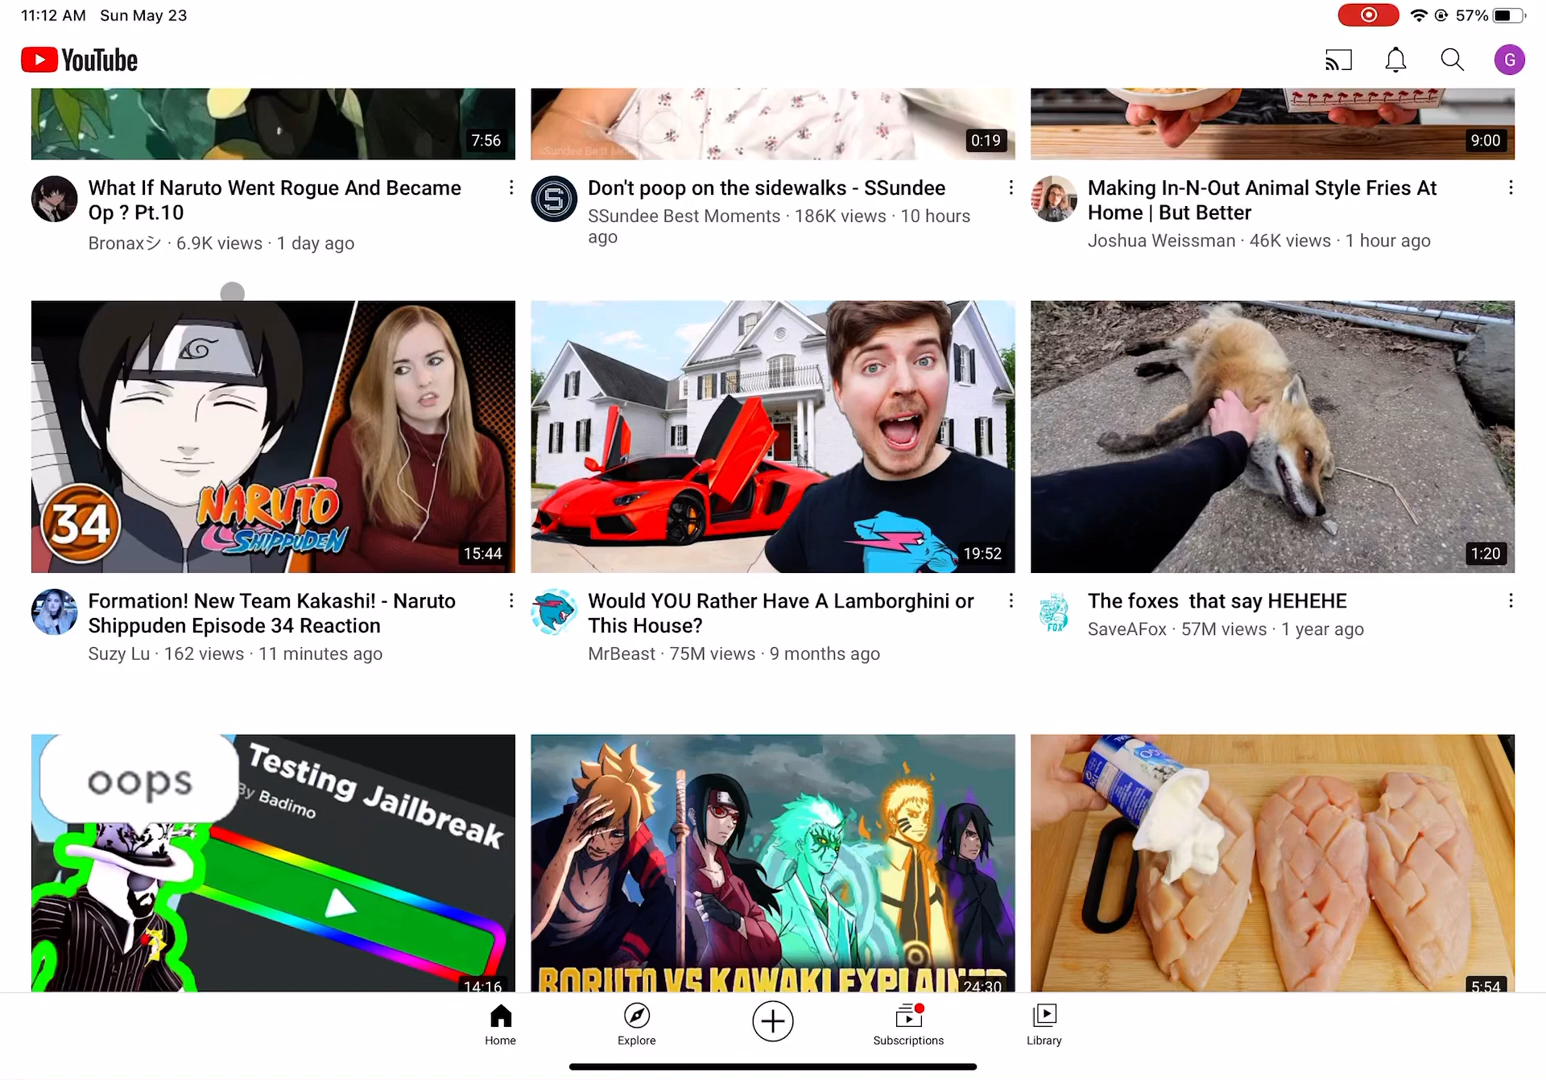 11:12 AM Sun May 23
57%
YouTube
G
7:56
0:19
9:00
What If Naruto Went Rogue And Became
Op ? Pt.10
Bronaxシ · 6.9K views · 1 day ago
S
Don't poop on the sidewalks - SSundee
SSundee Best Moments · 186K views · 10 hours
ago
Making In-N-Out Animal Style Fries At
Home | But Better
Joshua Weissman · 46K views · 1 hour ago
34
NARUTO
SHIPPUDEN
15:44
19:52
1:20
Formation! New Team Kakashi! - Naruto
Shippuden Episode 34 Reaction
Suzy Lu · 162 views · 11 minutes ago
Would YOU Rather Have A Lamborghini or
This House?
MrBeast · 75M views · 9 months ago
FOX
The foxes that say HEHEHE
SaveAFox · 57M views · 1 year ago
oops
Testing Jailbreak
By Badimo
14:16
BORUTO VS KAWAKI EXPLAINED
24:30
5:54
Home
Explore
Subscriptions
Library